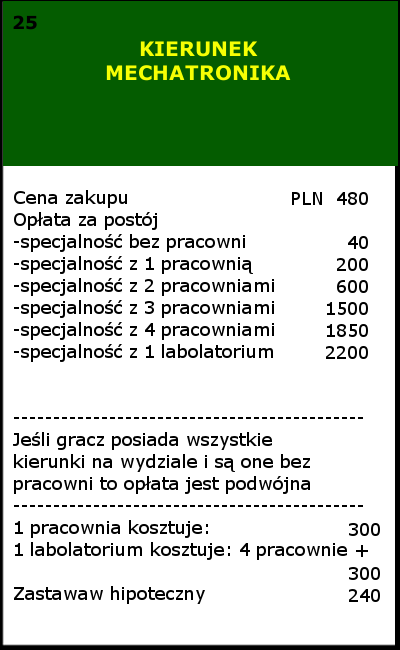 25
KIERUNEK
MECHATRONIKA
Cena zakupu PLN 480
Opłata za postój
-specjalność bez pracowni 40
-specjalność z 1 pracownią 200
-specjalność z 2 pracowniami 600
-specjalność z 3 pracowniami 1500
-specjalność z 4 pracowniami 1850
-specjalność z 1 labolatorium 2200
--------------------------------------------
Jeśli gracz posiada wszystkie
kierunki na wydziale i są one bez
pracowni to opłata jest podwójna
--------------------------------------------
1 pracownia kosztuje: 300
1 labolatorium kosztuje: 4 pracownie +
300
Zastawaw hipoteczny 240